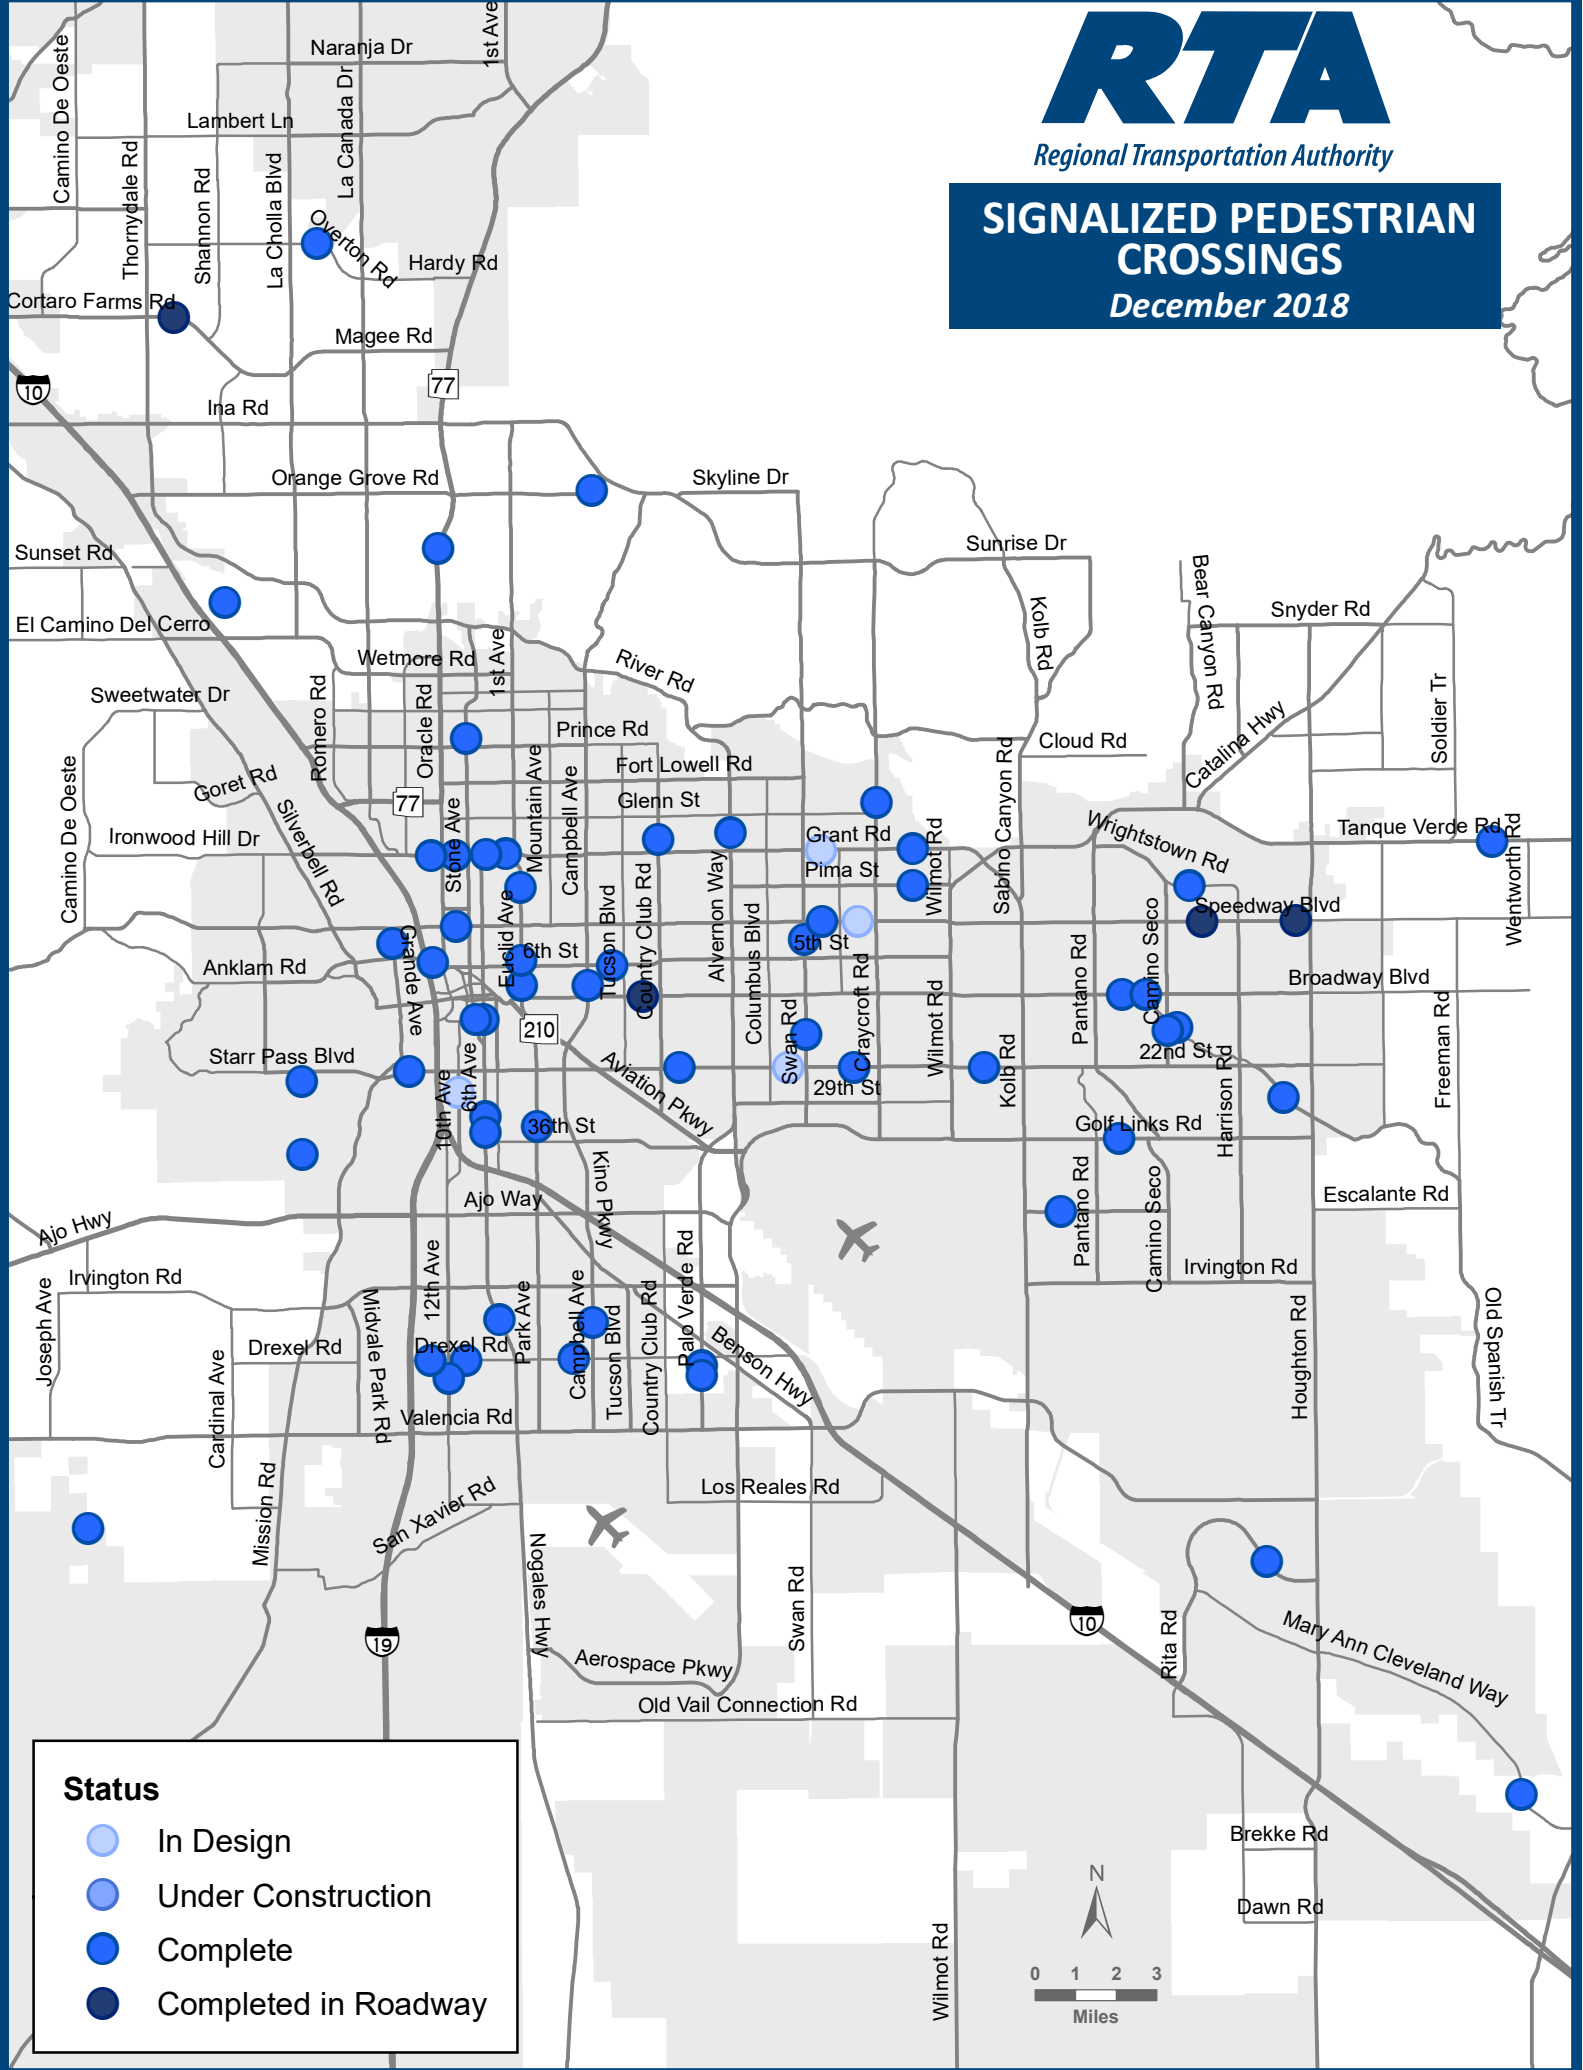 RTA
Regional Transportation Authority
SIGNALIZED PEDESTRIAN
CROSSINGS
December 2018
Camino De Oeste
Naranja Dr
1st Ave
La Canada Dr
Lambert Ln
Thornydale Rd
Shannon Rd
La Cholla Blvd
Overton Rd
Hardy Rd
Cortaro Farms Rd
Magee Rd
10
77
Ina Rd
Orange Grove Rd
Skyline Dr
Sunset Rd
Sunrise Dr
Bear Canyon Rd
Kolb Rd
Snyder Rd
El Camino Del Cerro
Wetmore Rd
1st Ave
River Rd
Sweetwater Dr
Romero Rd
Oracle Rd
Soldier Tr
Catalina Hwy
Prince Rd
Cloud Rd
Camino De Oeste
Goret Rd
Silverbell Rd
77
Mountain Ave
Campbell Ave
Fort Lowell Rd
Glenn St
Sabino Canyon Rd
Stone Ave
Ironwood Hill Dr
Grant Rd
Wilmot Rd
Wrightstown Rd
Tanque Verde Rd
Wentworth Rd
Pima St
Alvernon Way
Country Club Rd
Tucson Blvd
Euclid Ave
Columbus Blvd
Speedway Blvd
Camino Seco
Grande Ave
6th St
5th St
Anklam Rd
Pantano Rd
Broadway Blvd
Craycroft Rd
Wilmot Rd
Swan Rd
Freeman Rd
210
Starr Pass Blvd
6th Ave
10th Ave
Aviation Pkwy
22nd St
29th St
Kolb Rd
Harrison Rd
36th St
Golf Links Rd
Kino Pkwy
Pantano Rd
Camino Seco
Ajo Way
Ajo Hwy
Escalante Rd
Irvington Rd
Irvington Rd
12th Ave
Palo Verde Rd
Joseph Ave
Midvale Park Rd
Park Ave
Campbell Ave
Tucson Blvd
Country Club Rd
Houghton Rd
Old Spanish Tr
Drexel Rd
Drexel Rd
Benson Hwy
Cardinal Ave
Valencia Rd
Mission Rd
San Xavier Rd
Los Reales Rd
Nogales Hwy
Swan Rd
19
10
Rita Rd
Mary Ann Cleveland Way
Aerospace Pkwy
Old Vail Connection Rd
Brekke Rd
Dawn Rd
Wilmot Rd
N
0 1 2 3
Miles
Status
In Design
Under Construction
Complete
Completed in Roadway